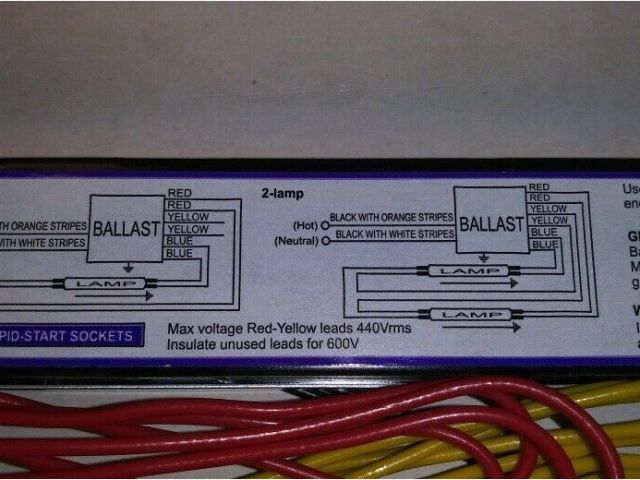 RED
RED
YELLOW
YELLOW
BLUE
BLUE
BALLAST
WITH ORANGE STRIPES
WITH WHITE STRIPES
LAMP
2-lamp
(Hot)
(Neutral)
BLACK WITH ORANGE STRIPES
BLACK WITH WHITE STRIPES
BALLAST
RED
RED
YELLOW
YELLOW
BLUE
BLUE
LAMP
LAMP
PID-START SOCKETS
Max voltage Red-Yellow leads 440Vrms
Insulate unused leads for 600V
Use